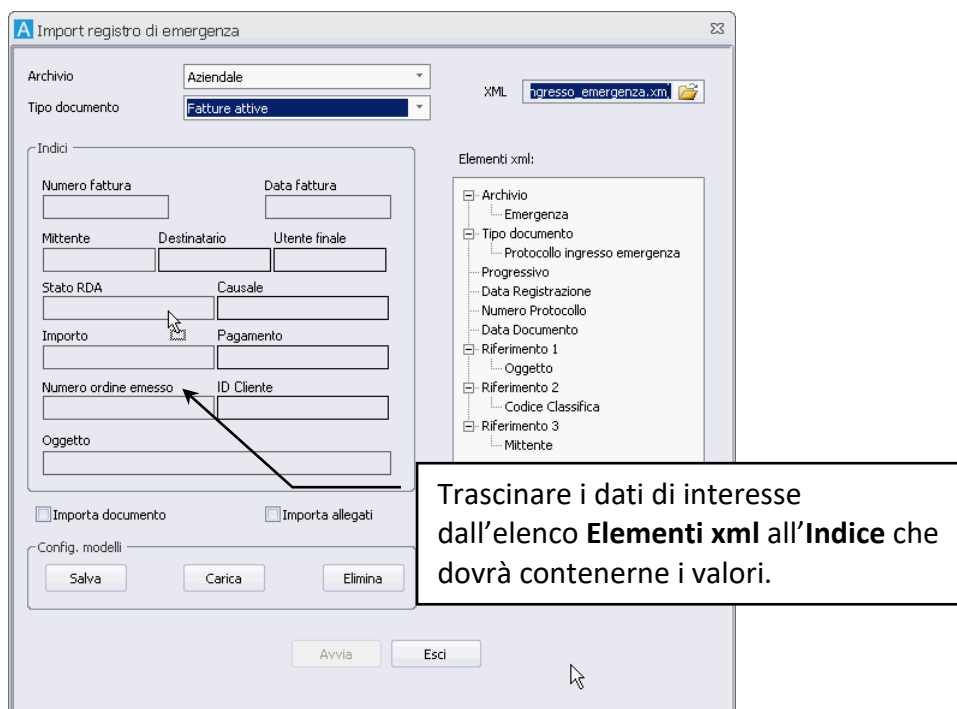 Import registro di emergenza
Archivio Aziendale
XML ngresso_emergenza.xml
Tipo documento Fatture attive
Indici
Elementi xml:
Numero fattura Data fattura
Mittente Destinatario Utente finale
Stato RDA Causale
Importo Pagamento
Numero ordine emesso ID Cliente
Oggetto
Archivio
Emergenza
Tipo documento
Protocollo ingresso emergenza
Progressivo
Data Registrazione
Numero Protocollo
Data Documento
Riferimento 1
Oggetto
Riferimento 2
Codice Classifica
Riferimento 3
Mittente
Trascinare i dati di interesse
dall’elenco Elementi xml all’Indice che
dovrà contenerne i valori.
Importa documento Importa allegati
Config. modelli
Salva Carica Elimina
Avvia Esci